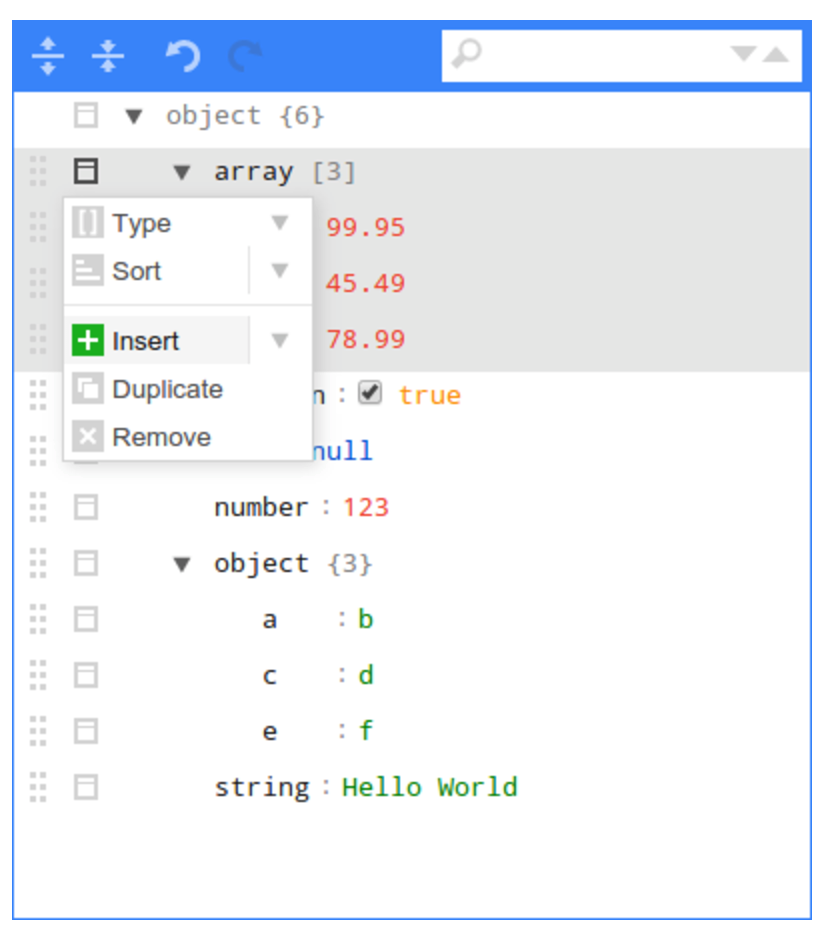 object {6}
array [3]
Type
99.95
Sort
45.49
Insert
78.99
Duplicate
n : true
Remove
null
number : 123
object {3}
a : b
c : d
e : f
string : Hello World